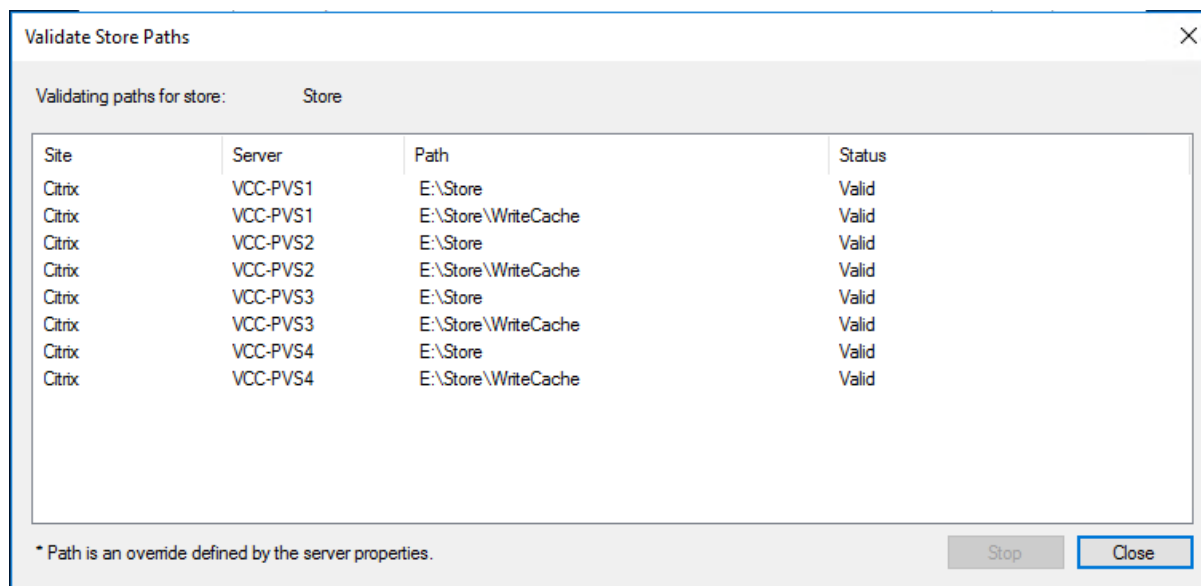 Validate Store Paths
Validating paths for store: Store
Site Server Path Status
Citrix VCC-PVS1 E:\Store Valid
Citrix VCC-PVS1 E:\Store\WriteCache Valid
Citrix VCC-PVS2 E:\Store Valid
Citrix VCC-PVS2 E:\Store\WriteCache Valid
Citrix VCC-PVS3 E:\Store Valid
Citrix VCC-PVS3 E:\Store\WriteCache Valid
Citrix VCC-PVS4 E:\Store Valid
Citrix VCC-PVS4 E:\Store\WriteCache Valid
* Path is an override defined by the server properties. Stop Close